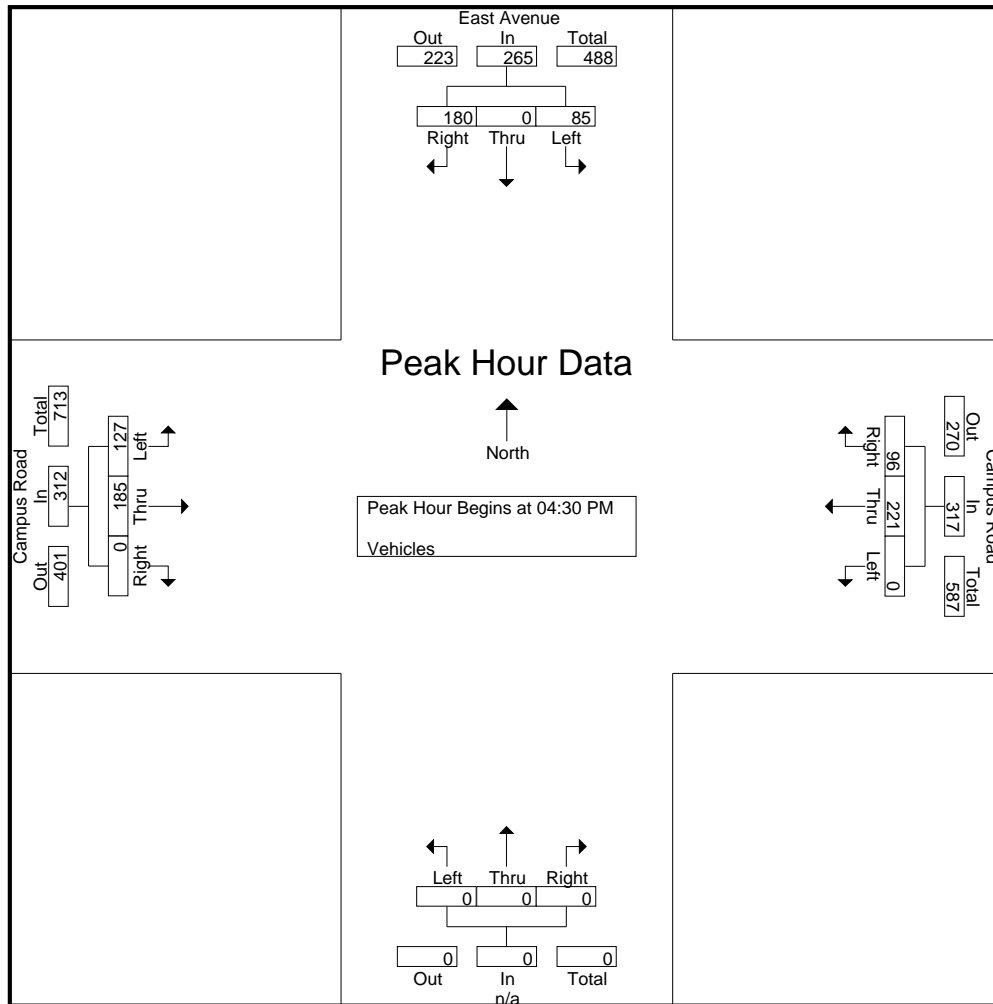 East Avenue
Out In Total
223 265 488
180 0 85
Right Thru Left
Peak Hour Data
North
Peak Hour Begins at 04:30 PM
Vehicles
Campus Road
Total In Out
713 312 401
127 185 0
Left Thru Right
Right Thru Left
96 221 0
Out In Total
270 317 587
Campus Road
Left Thru Right
0 0 0
0 0 0
Out In Total
n/a